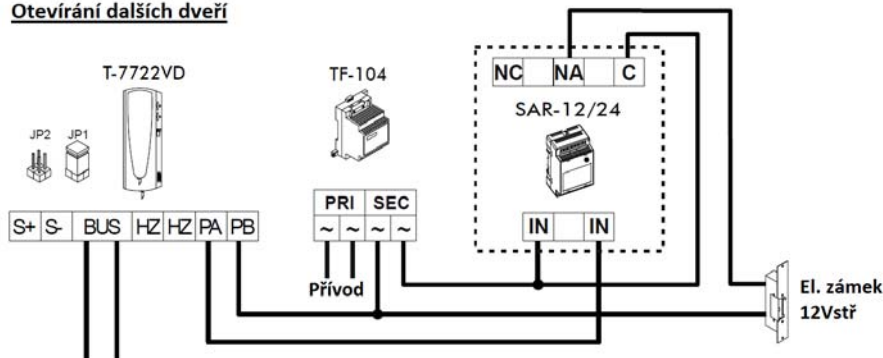 Otevírání dalších dveří
T-7722VD
TF-104
NC NA C
SAR-12/24
JP2 JP1
PRI SEC
S+ S- BUS HZ HZ PA PB
~ ~ ~ ~
IN IN
Přívod
El. zámek
12Vstř